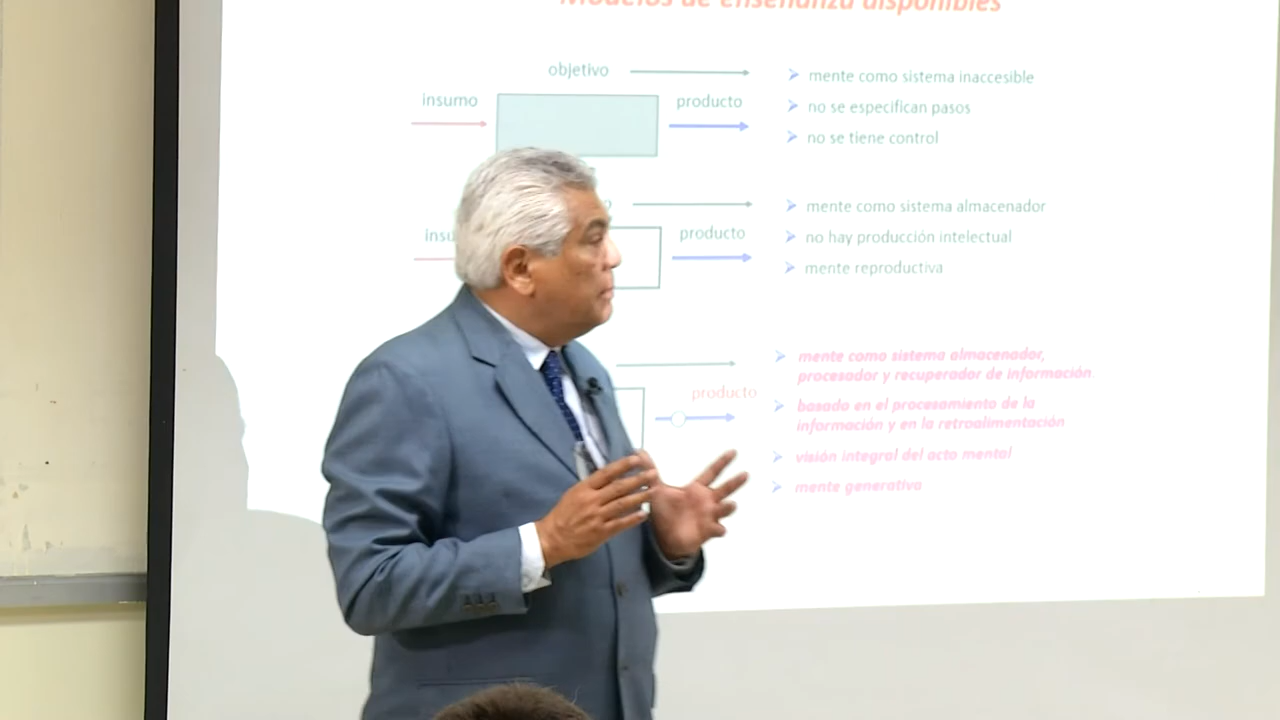 Modelos de enseñanza disponibles
objetivo
insumo
producto
mente como sistema inaccesible
no se especifican pasos
no se tiene control
producto
mente como sistema almacenador
no hay producción intelectual
mente reproductiva
producto
mente como sistema almacenador,
procesador y recuperador de información
basado en el procesamiento de la
información y en la retroalimentación
visión integral del acto mental
mente generativa